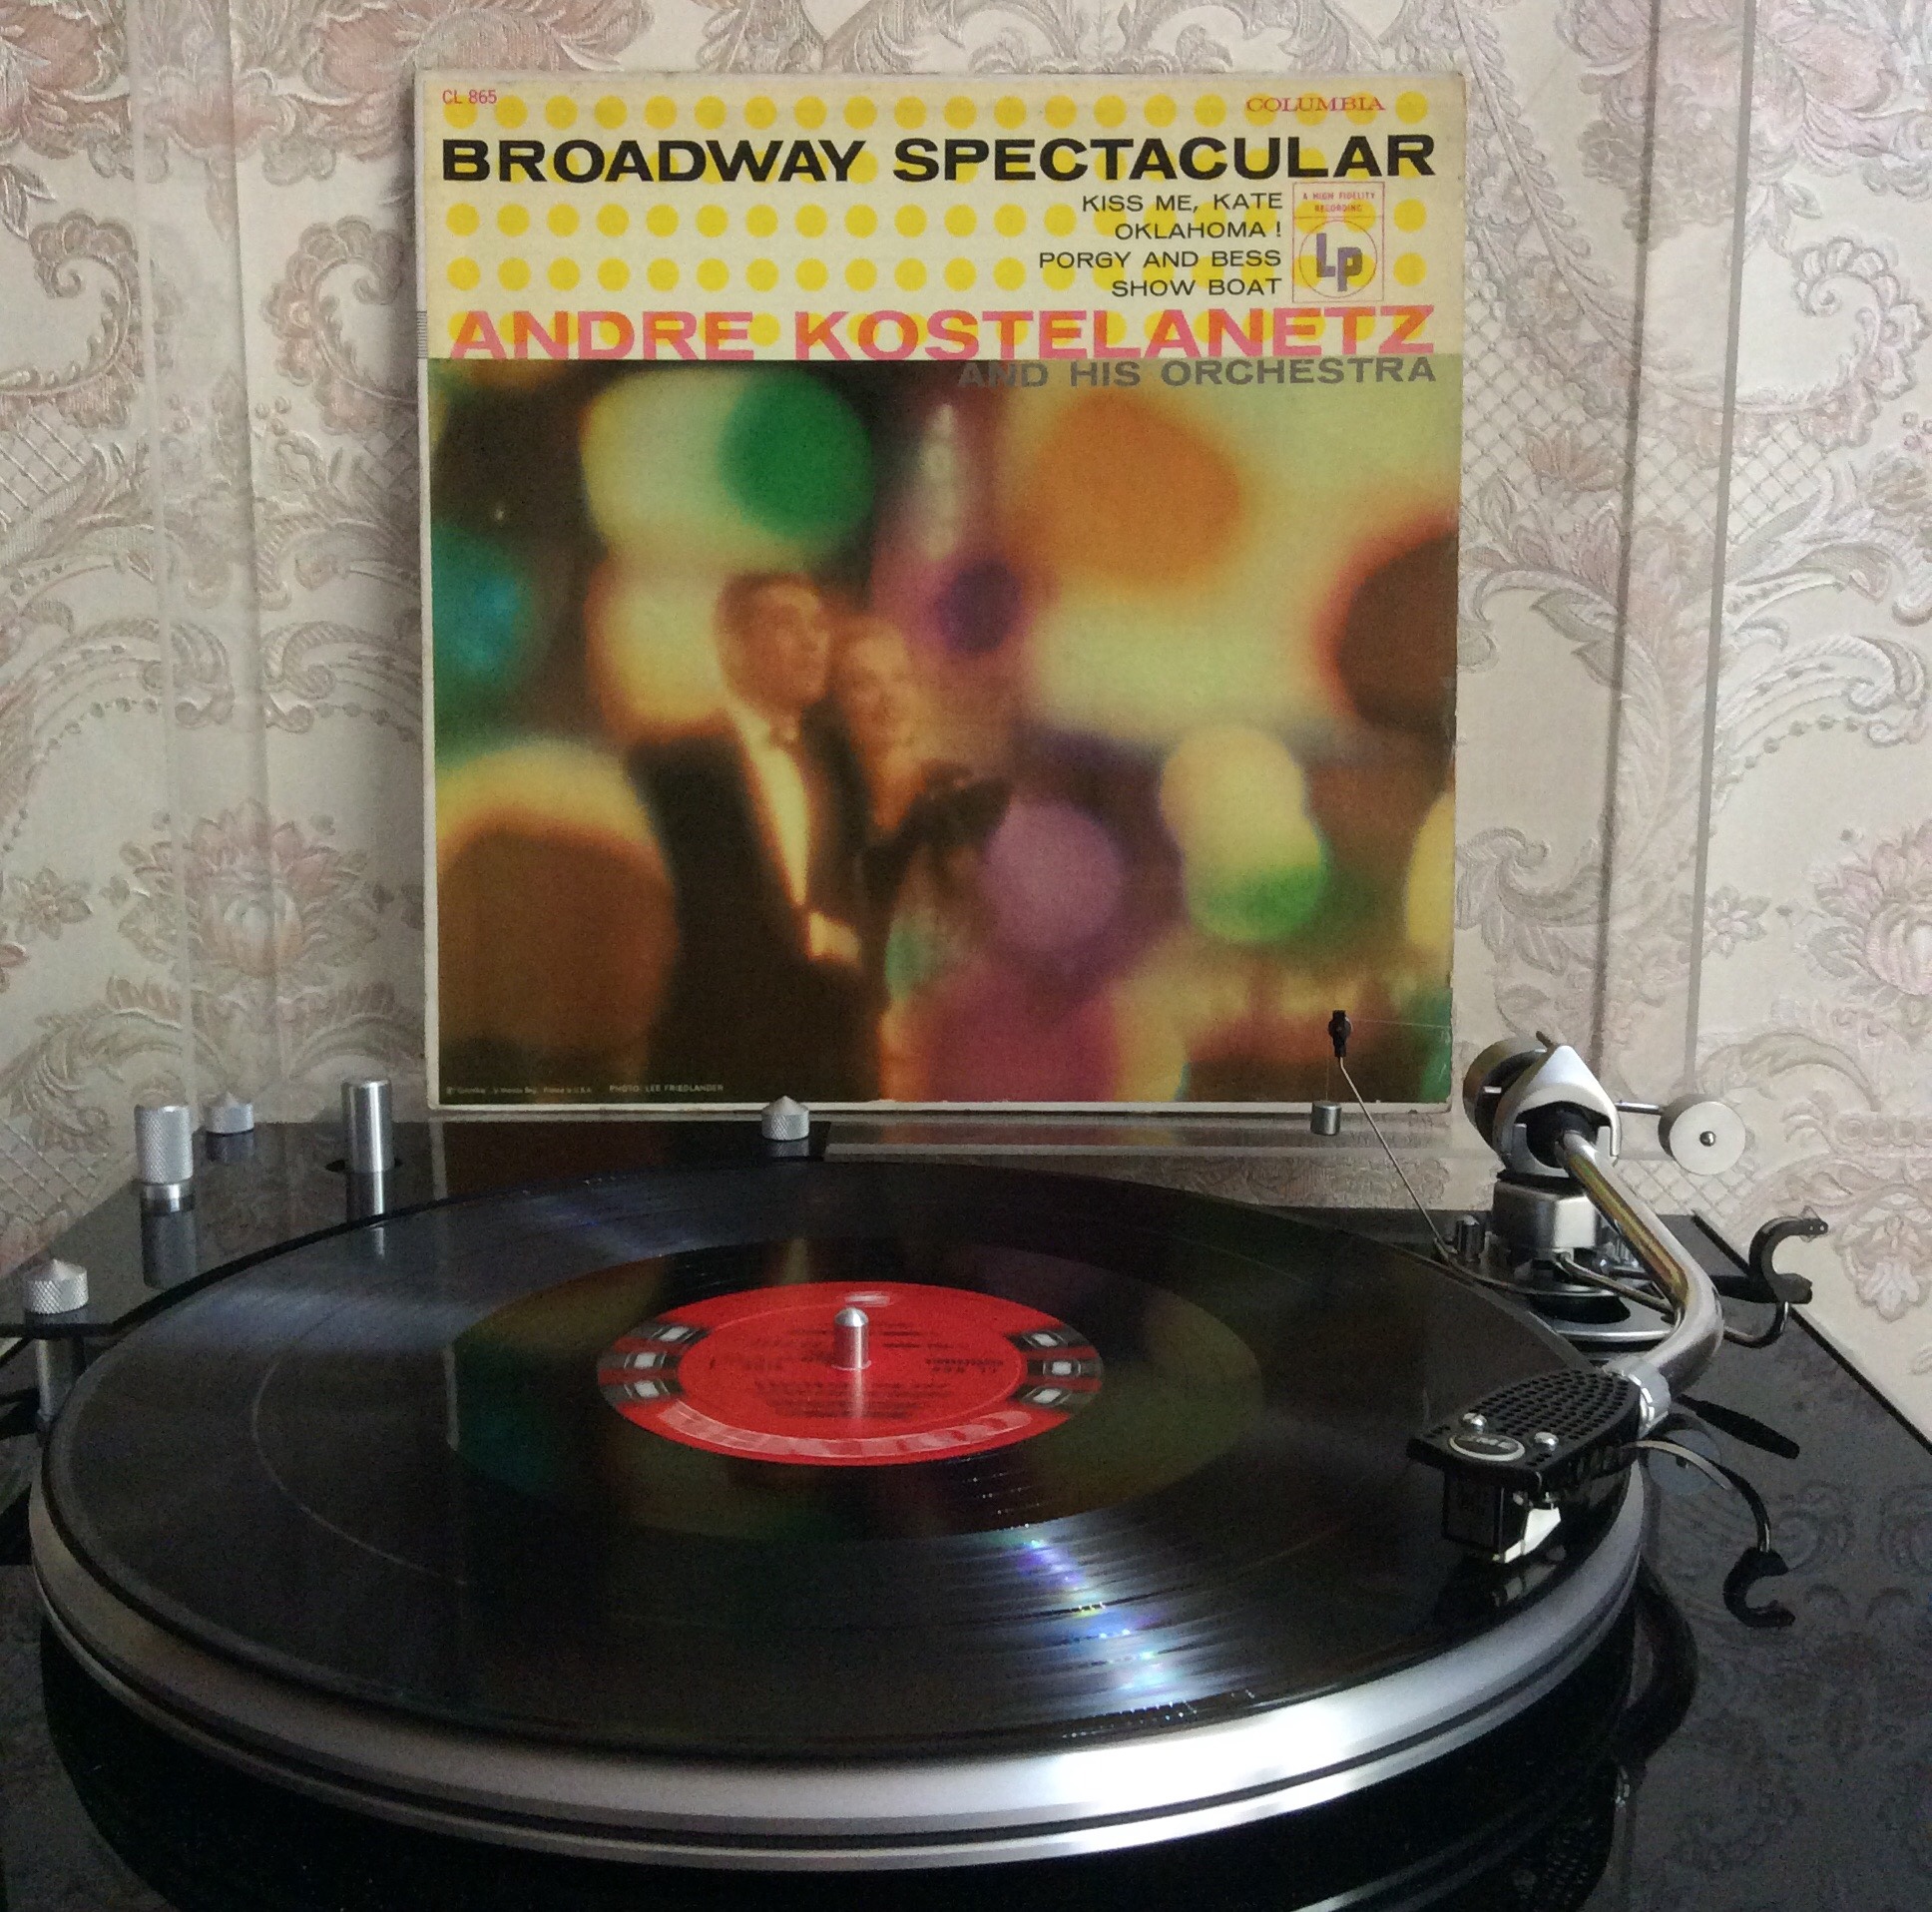 CL 865
COLUMBIA
BROADWAY SPECTACULAR
KISS ME, KATE
OKLAHOMA !
PORGY AND BESS
SHOW BOAT
A HIGH FIDELITY
RECORDING
Lp
ANDRE KOSTELANETZ
AND HIS ORCHESTRA
PHOTO: LEE FRIEDLANDER